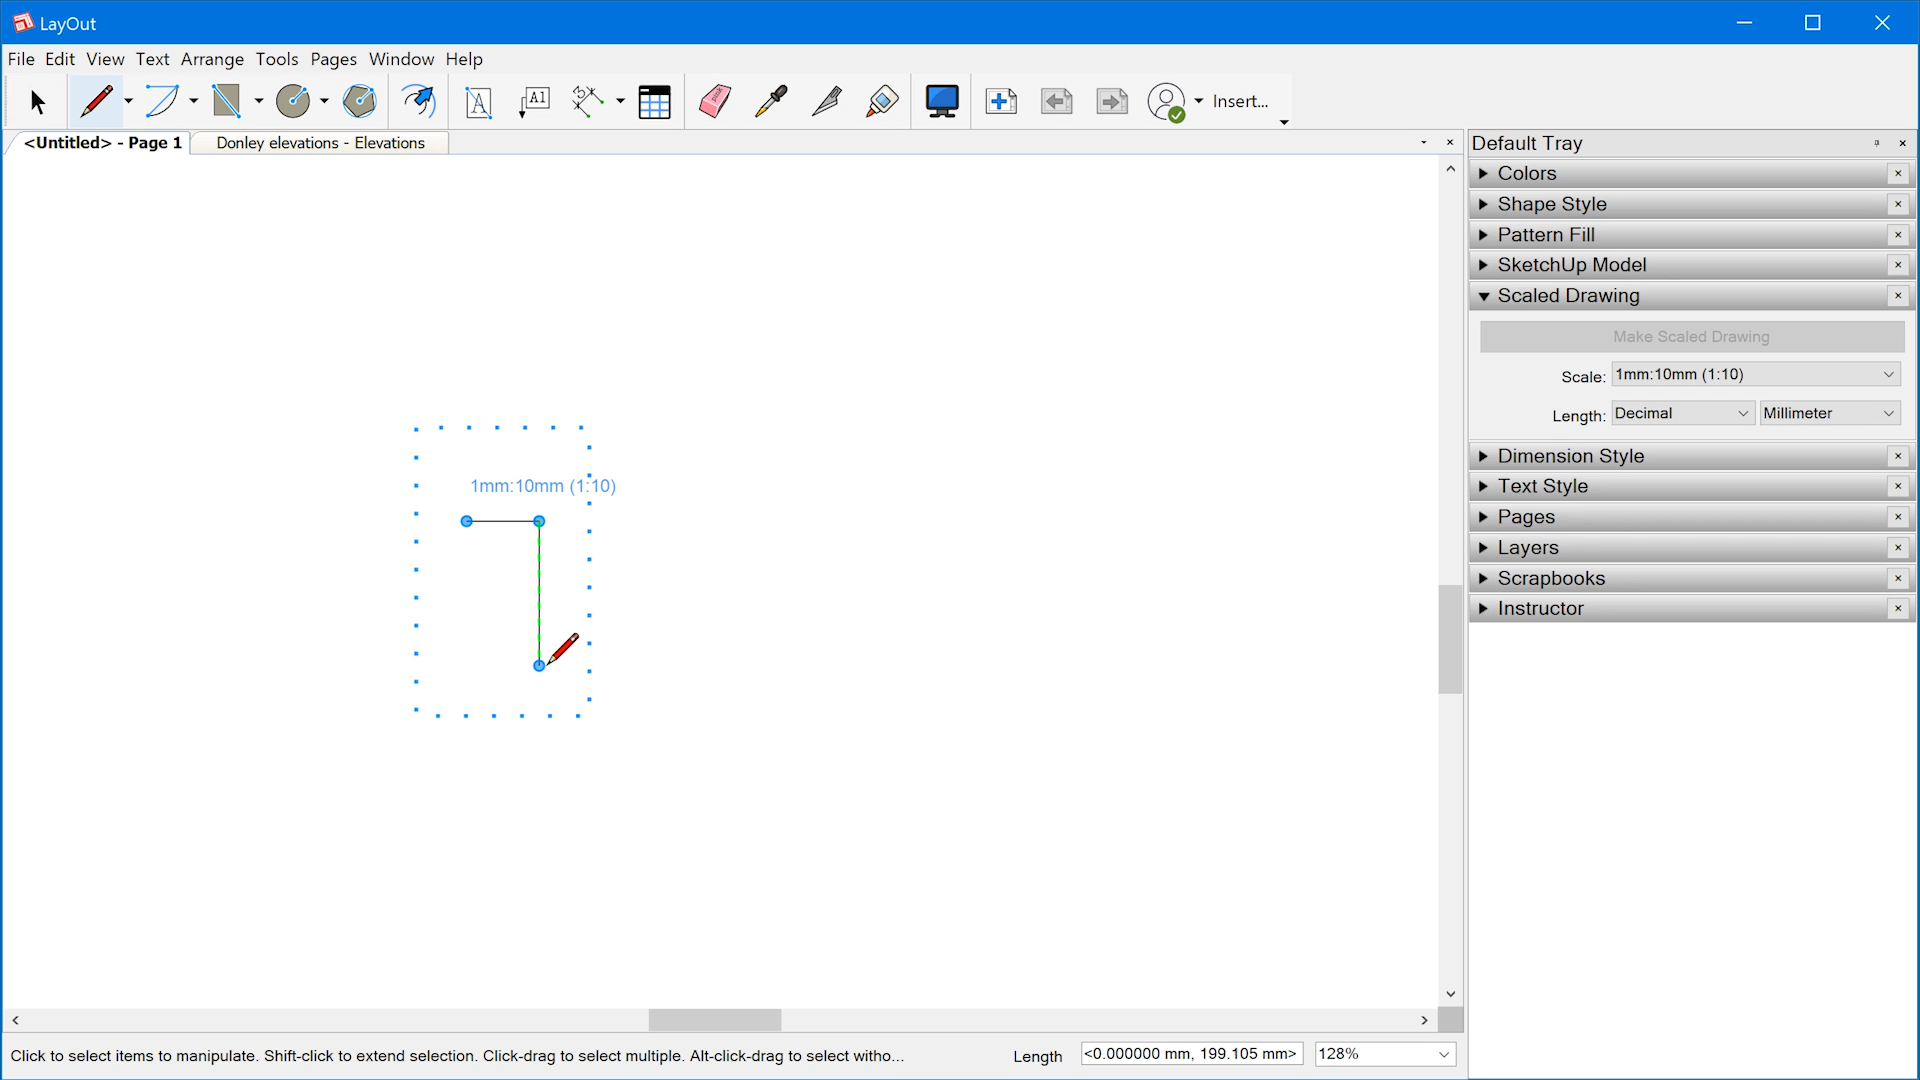 LayOut
File Edit View Text Arrange Tools Pages Window Help
A
A1
3
pink
Insert...
<Untitled> - Page 1
Donley elevations - Elevations
Default Tray
Colors
Shape Style
Pattern Fill
SketchUp Model
Scaled Drawing
Make Scaled Drawing
Scale: 1mm:10mm (1:10)
Length: Decimal Millimeter
Dimension Style
Text Style
Pages
Layers
Scrapbooks
Instructor
1mm:10mm (1:10)
Click to select items to manipulate. Shift-click to extend selection. Click-drag to select multiple. Alt-click-drag to select witho...
Length <0.000000 mm, 199.105 mm> 128%